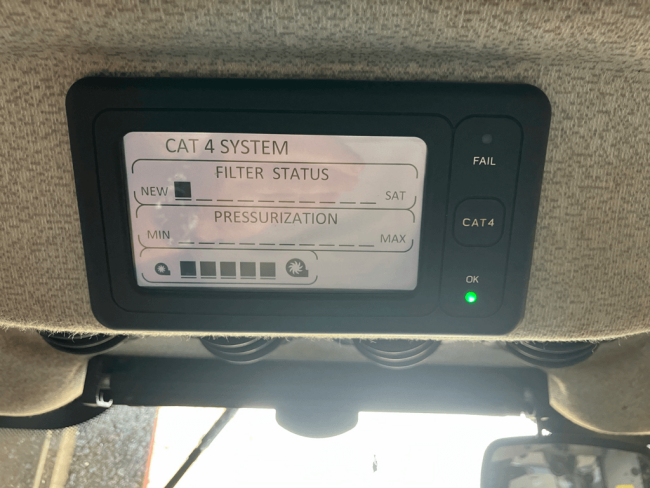 CAT 4 SYSTEM
FILTER STATUS
NEW SAT
PRESSURIZATION
MIN MAX
FAIL
CAT4
OK